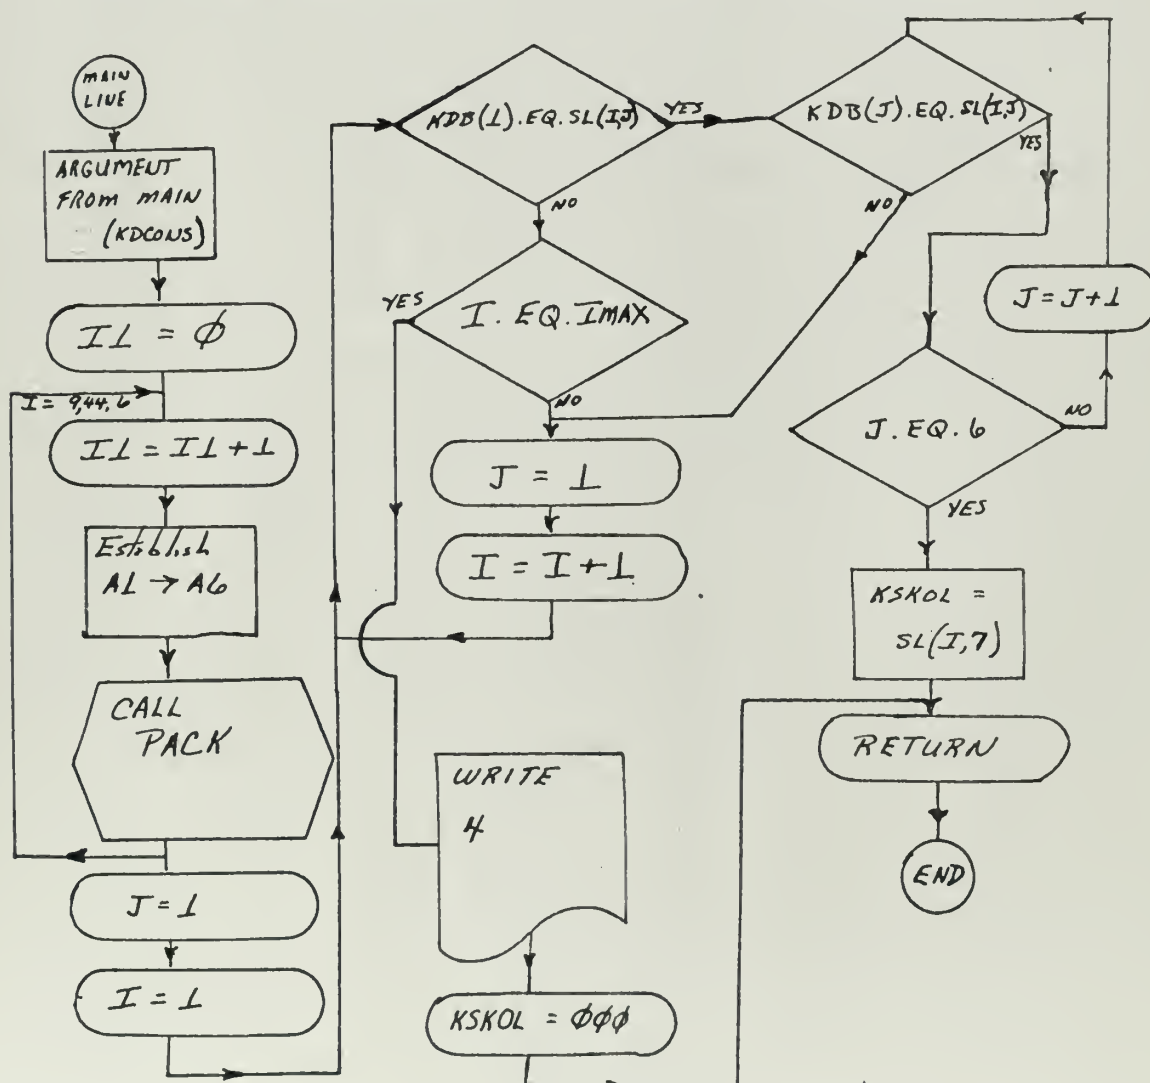 MAIN
LINE
ARGUMENT
FROM MAIN
(KDCONS)
I1 = φ
I = 9,44,6
I1 = I1 + 1
Establish
A1 → A6
CALL
PACK
J = 1
I = 1
KDB(1).EQ.SL(I,J)
YES
NO
I.EQ.IMAX
YES
NO
J = 1
I = I + 1
WRITE
4
KSKOL = φφφ
KDB(J).EQ.SL(I,J)
YES
NO
J = J + 1
J.EQ.6
NO
YES
KSKOL =
SL(I,7)
RETURN
END